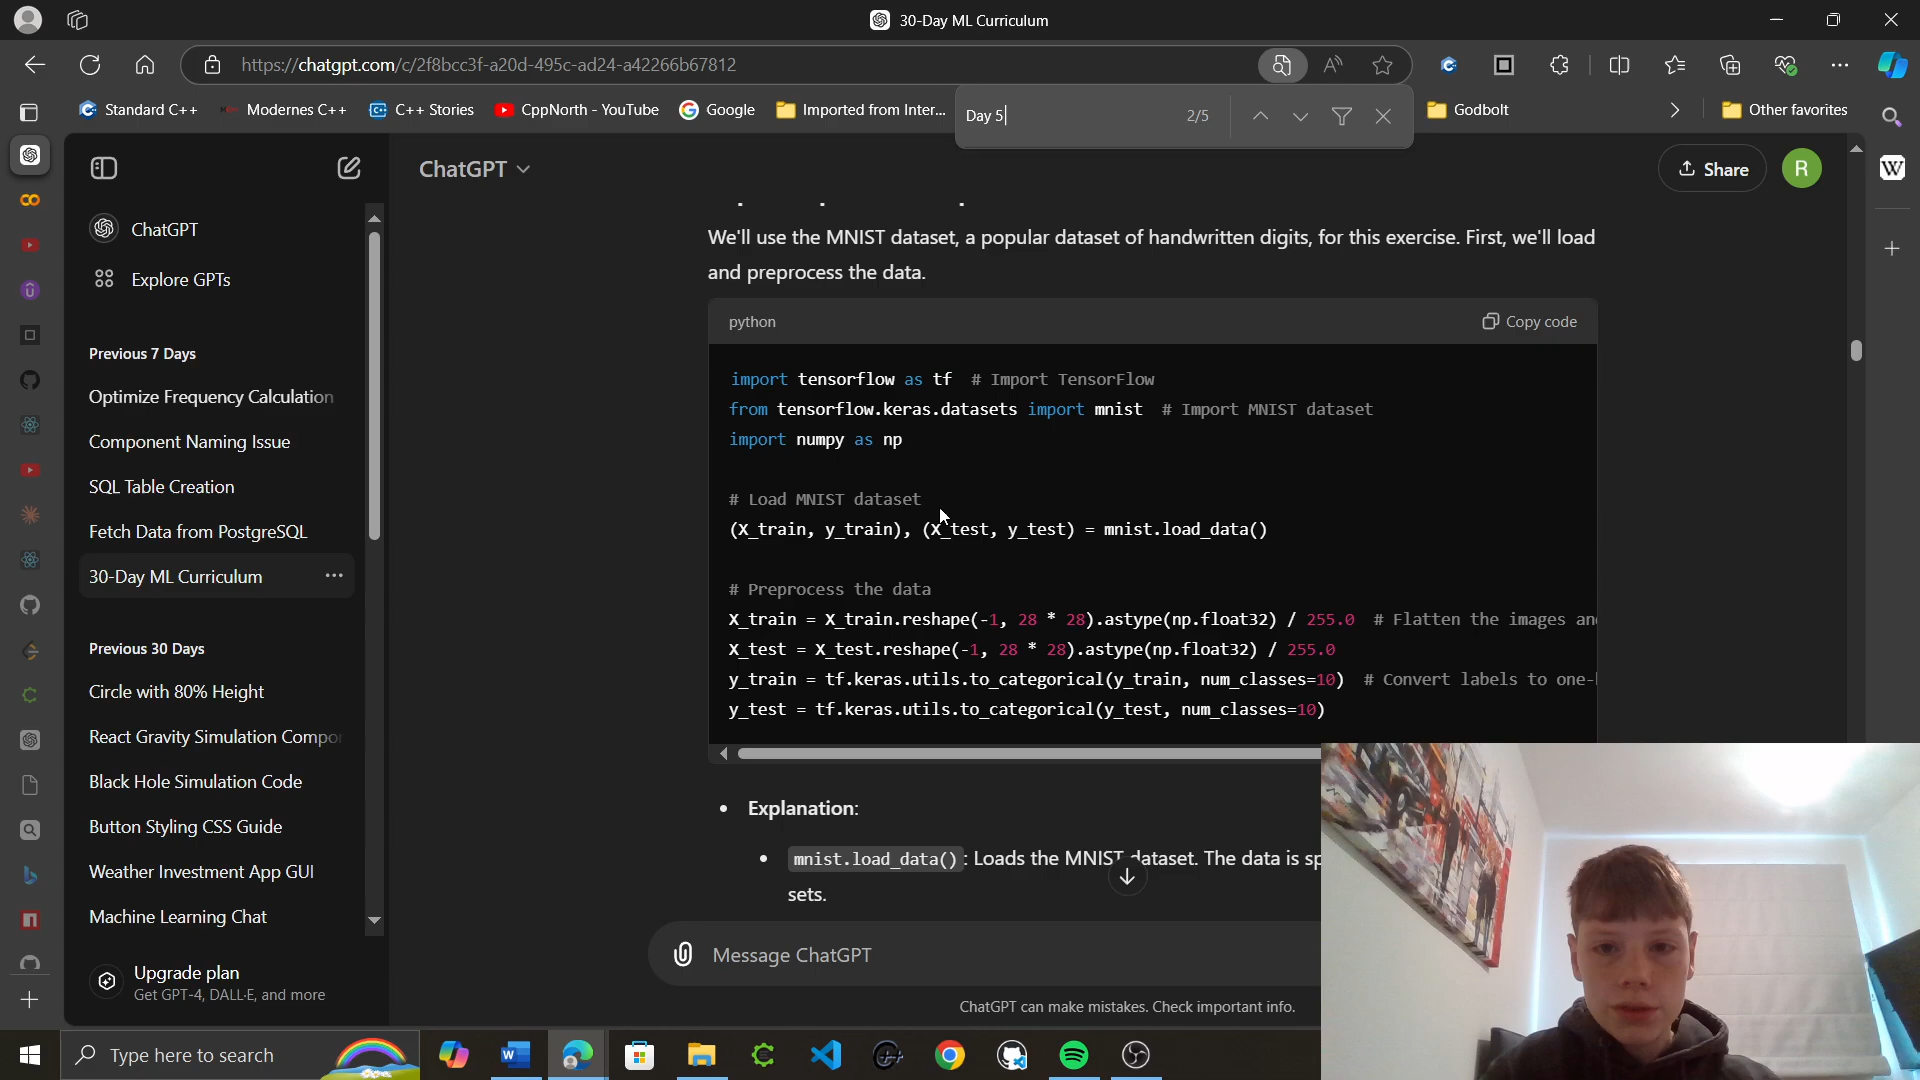 30-Day ML Curriculum
https://chatgpt.com/c/2f8bcc3f-a20d-495c-ad24-a42266b67812
Standard C++
Modernes C++
C++ Stories
CppNorth - YouTube
Google
Imported from Inter...
Day 5
2/5
Godbolt
Other favorites
ChatGPT
Share
R
W
ChatGPT
Explore GPTs
Previous 7 Days
Optimize Frequency Calculation
Component Naming Issue
SQL Table Creation
Fetch Data from PostgreSQL
30-Day ML Curriculum
Previous 30 Days
Circle with 80% Height
React Gravity Simulation Compo
Black Hole Simulation Code
Button Styling CSS Guide
Weather Investment App GUI
Machine Learning Chat
Upgrade plan
Get GPT-4, DALL·E, and more
We'll use the MNIST dataset, a popular dataset of handwritten digits, for this exercise. First, we'll load
and preprocess the data.
python
Copy code
import tensorflow as tf  # Import TensorFlow
from tensorflow.keras.datasets import mnist  # Import MNIST dataset
import numpy as np
# Load MNIST dataset
(X_train, y_train), (X_test, y_test) = mnist.load_data()
# Preprocess the data
X_train = X_train.reshape(-1, 28 * 28).astype(np.float32) / 255.0  # Flatten the images an
X_test = X_test.reshape(-1, 28 * 28).astype(np.float32) / 255.0
y_train = tf.keras.utils.to_categorical(y_train, num_classes=10)  # Convert labels to one-
y_test = tf.keras.utils.to_categorical(y_test, num_classes=10)
Explanation:
mnist.load_data(): Loads the MNIST dataset. The data is sp
sets.
Message ChatGPT
ChatGPT can make mistakes. Check important info.
Type here to search